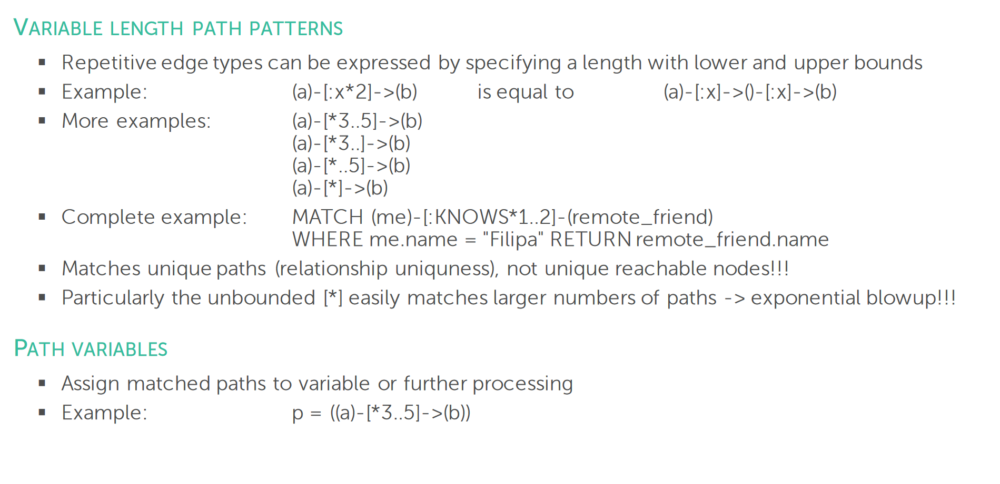 VARIABLE LENGTH PATH PATTERNS
▪ Repetitive edge types can be expressed by specifying a length with lower and upper bounds
▪ Example: (a)-[:x*2]->(b) is equal to (a)-[:x]->()-[:x]->(b)
▪ More examples: (a)-[*3..5]->(b)
(a)-[*3..]->(b)
(a)-[*..5]->(b)
(a)-[*]->(b)
▪ Complete example: MATCH (me)-[:KNOWS*1..2]-(remote_friend)
WHERE me.name = "Filipa" RETURN remote_friend.name
▪ Matches unique paths (relationship uniquness), not unique reachable nodes!!!
▪ Particularly the unbounded [*] easily matches larger numbers of paths -> exponential blowup!!!
PATH VARIABLES
▪ Assign matched paths to variable or further processing
▪ Example: p = ((a)-[*3..5]->(b))